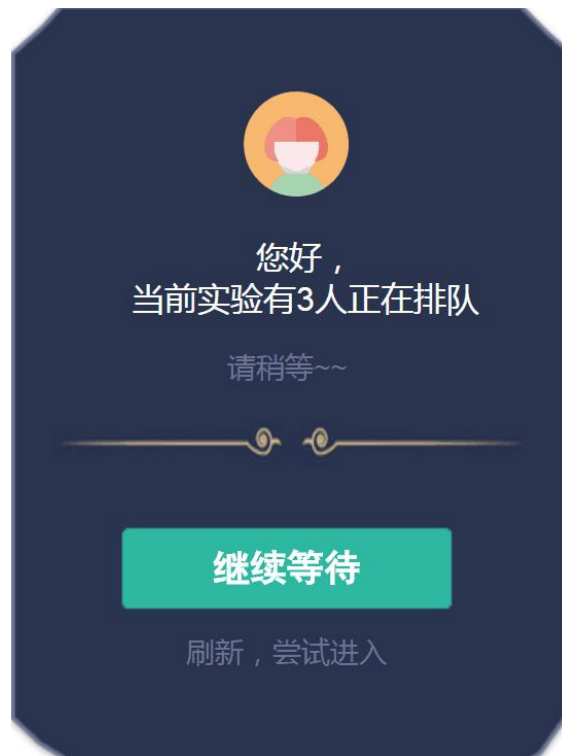 您好，
当前实验有3人正在排队
请稍等~~
继续等待
刷新，尝试进入